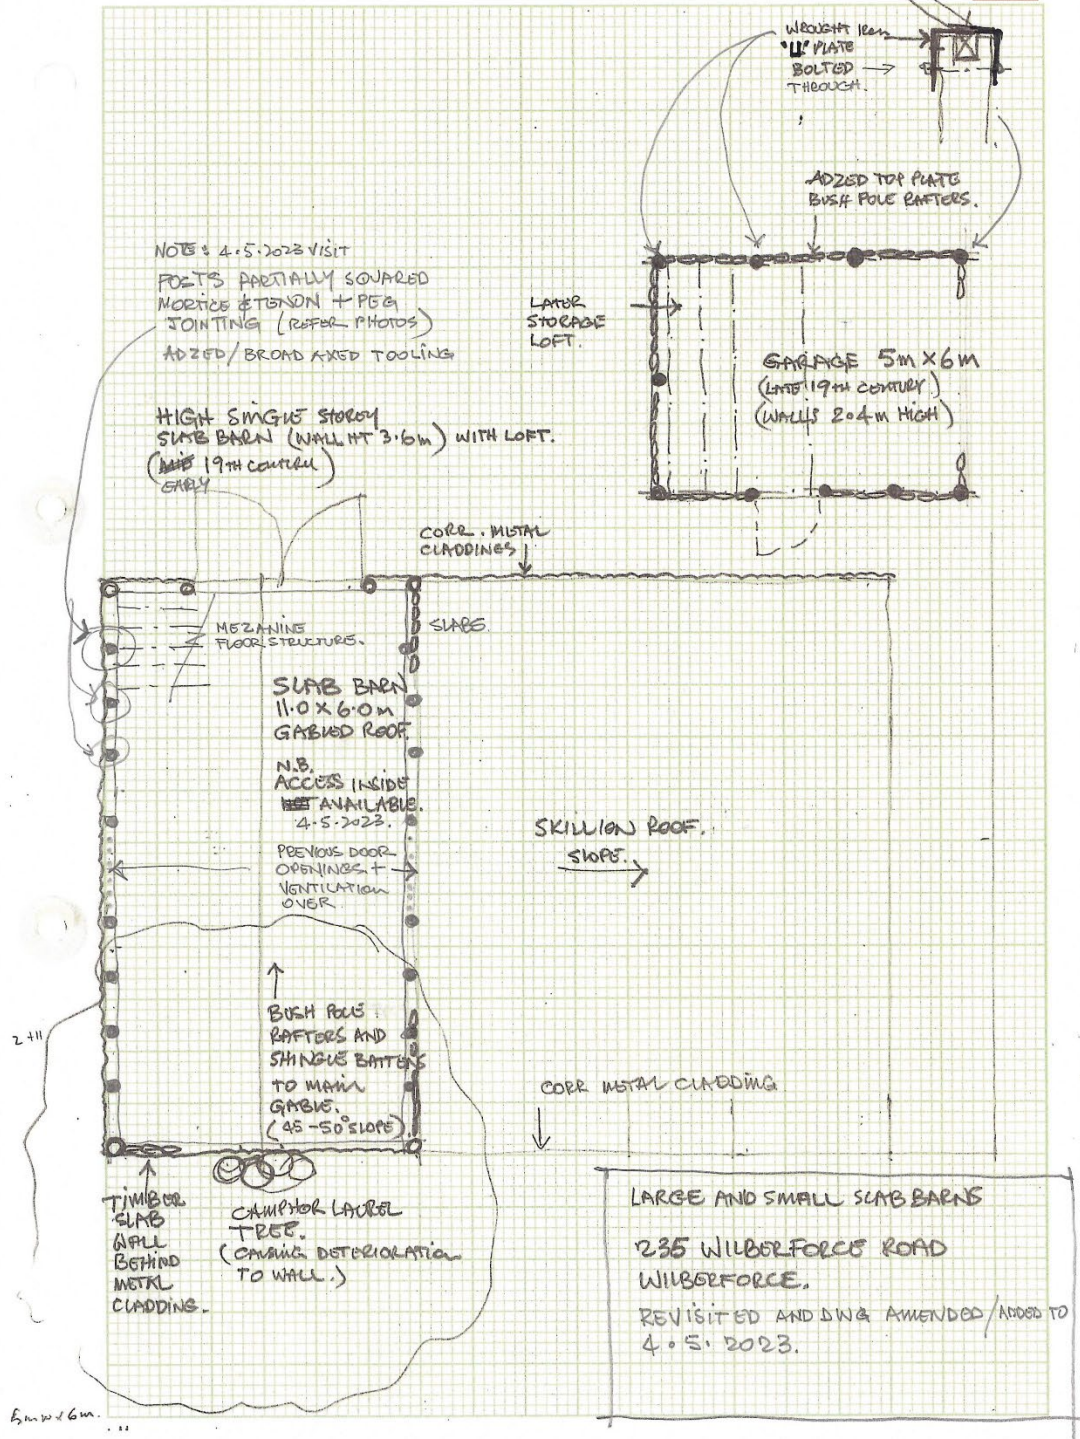 WROUGHT IRON
"U" PLATE
BOLTED
THROUGH.
ADZED TOP PLATE
BUSH POLE RAFTERS.
NOTE: 4.5.2023 VISIT
POSTS PARTIALLY SQUARED
MORTICE & TENON + PEG
JOINTING (REFER PHOTOS)
ADZED/BROAD AXED TOOLING
LATER
STORAGE
LOFT.
GARAGE 5m X 6m
(LATE 19TH CENTURY)
(WALLS 2.4m HIGH)
HIGH SINGLE STOREY
SLAB BARN (WALL HT 3.6m) WITH LOFT.
(MID 19TH CENTURY)
EARLY
CORR. METAL
CLADDINGS
MEZANINE
FLOOR STRUCTURE.
SLABS.
SLAB BARN
11.0 X 6.0m
GABLED ROOF.
N.B.
ACCESS INSIDE
NOT AVAILABLE.
4.5.2023.
PREVIOUS DOOR
OPENINGS +
VENTILATION
OVER.
SKILLION ROOF.
SLOPE.
BUSH POLE
RAFTERS AND
SHINGLE BATTENS
TO MAIN
GABLE.
(45-50° SLOPE)
2+11
CORR METAL CLADDING
TIMBER
SLAB
WALL
BEHIND
METAL
CLADDING.
CAMPHOR LAUREL
TREE.
(CAUSING DETERIORATION
TO WALL.)
LARGE AND SMALL SLAB BARNS
235 WILBERFORCE ROAD
WILBERFORCE.
REVISITED AND DWG AMENDED/ADDED TO
4.5.2023.